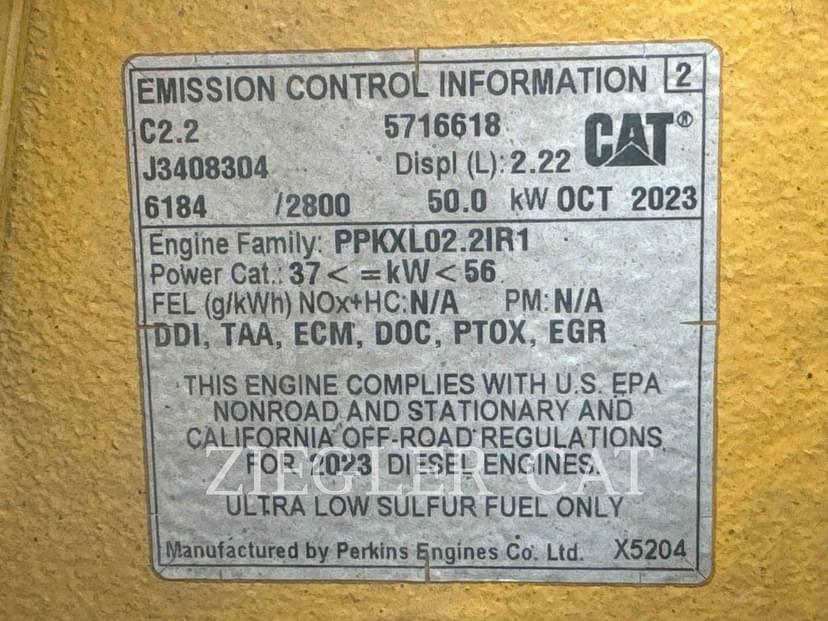 EMISSION CONTROL INFORMATION 2
C2.2 5716618 CAT®
J3408304 Displ (L): 2.22
6184 /2800 50.0 kW OCT 2023
Engine Family: PPKXL02.2IR1
Power Cat.: 37< =kW<56
FEL (g/kWh) NOx+HC: N/A PM: N/A
DDI, TAA, ECM, DOC, PTOX, EGR
THIS ENGINE COMPLIES WITH U.S. EPA
NONROAD AND STATIONARY AND
CALIFORNIA OFF-ROAD REGULATIONS
FOR 2023 DIESEL ENGINES.
ZIEGLER CAT
ULTRA LOW SULFUR FUEL ONLY
Manufactured by Perkins Engines Co. Ltd. X5204